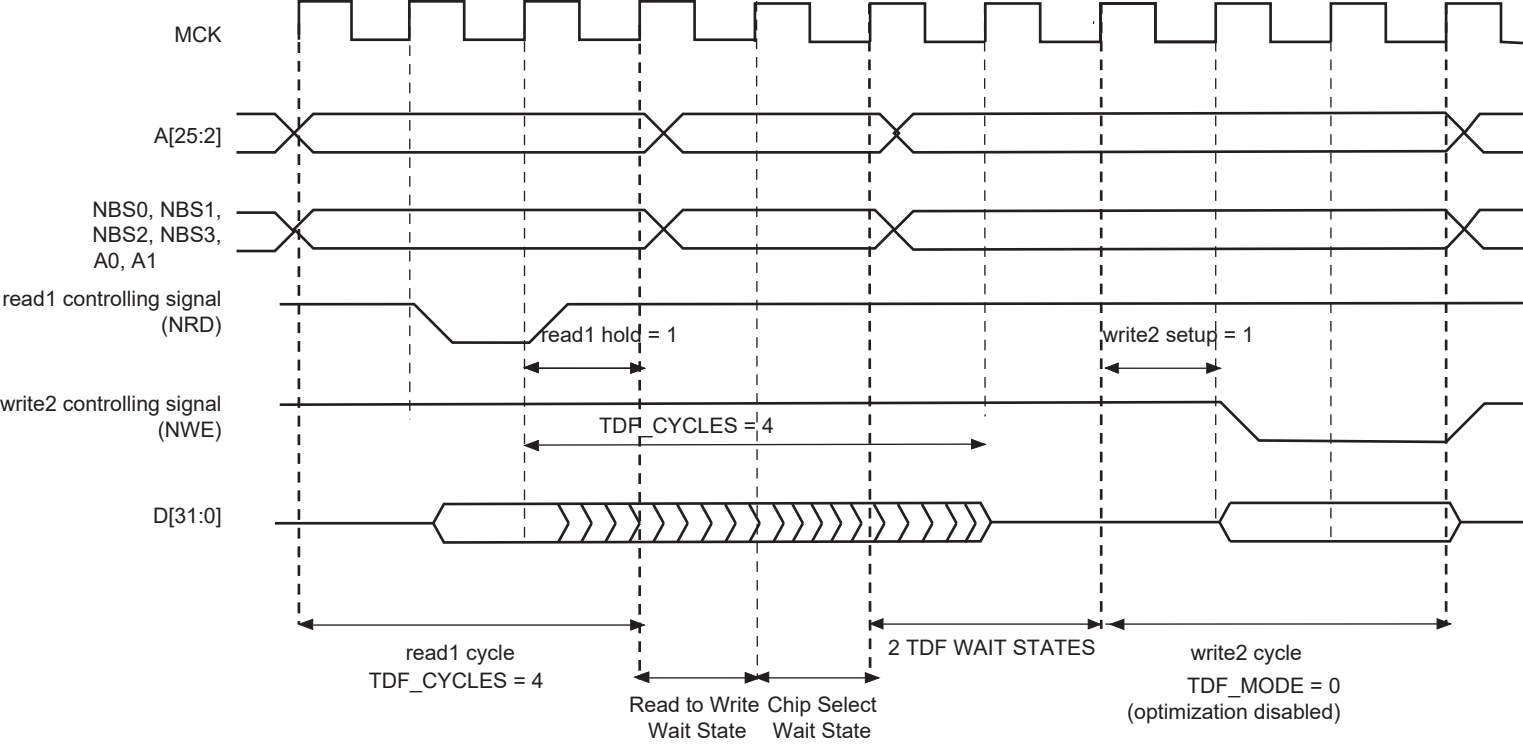 MCK
A[25:2]
NBS0, NBS1,
NBS2, NBS3,
A0, A1
read1 controlling signal
(NRD)
read1 hold = 1
write2 setup = 1
write2 controlling signal
(NWE)
TDF_CYCLES = 4
D[31:0]
read1 cycle
TDF_CYCLES = 4
Read to Write
Wait State
Chip Select
Wait State
2 TDF WAIT STATES
write2 cycle
TDF_MODE = 0
(optimization disabled)